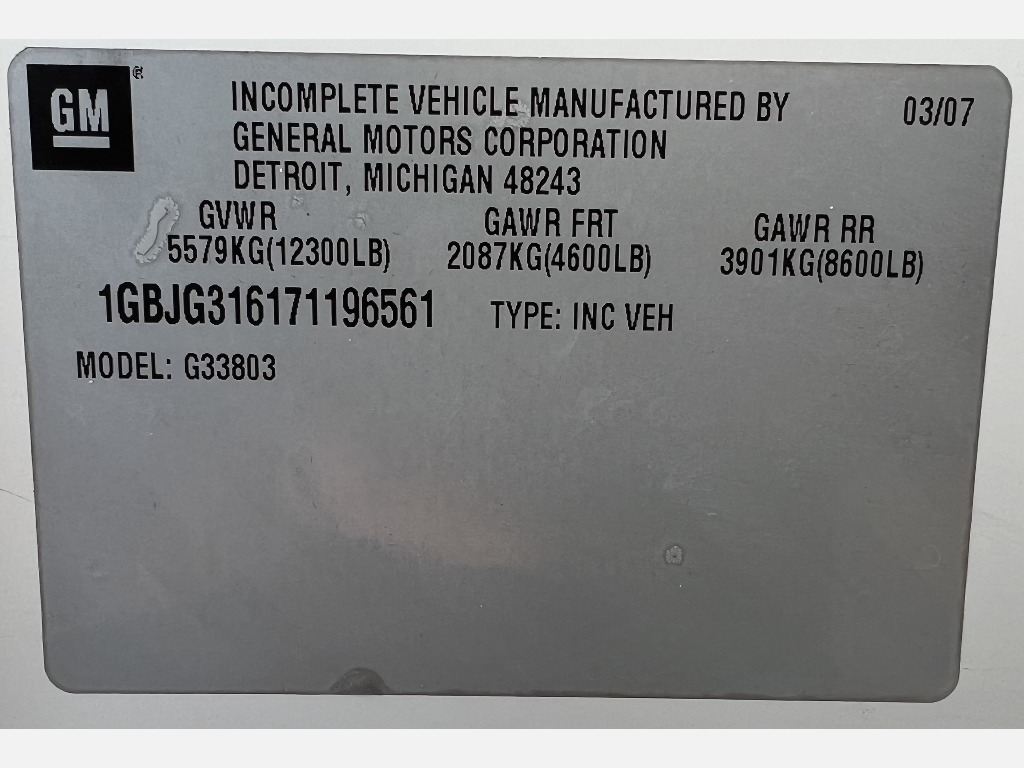 GM ®
INCOMPLETE VEHICLE MANUFACTURED BY 03/07
GENERAL MOTORS CORPORATION
DETROIT, MICHIGAN 48243
GVWR GAWR FRT GAWR RR
5579KG(12300LB) 2087KG(4600LB) 3901KG(8600LB)
1GBJG316171196561 TYPE: INC VEH
MODEL: G33803